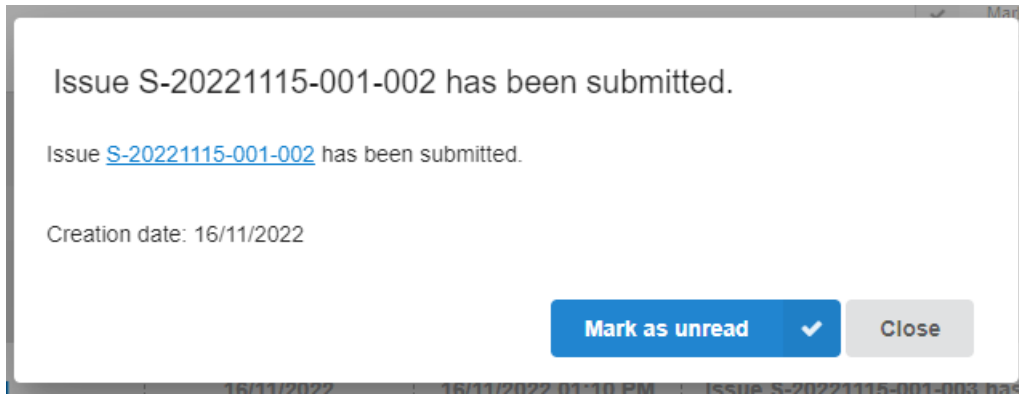 Mar
Issue S-20221115-001-002 has been submitted.
Issue S-20221115-001-002 has been submitted.
Creation date: 16/11/2022
Mark as unread
Close
16/11/2022 16/11/2022 01:10 PM Issue S-20221115-001-003 has